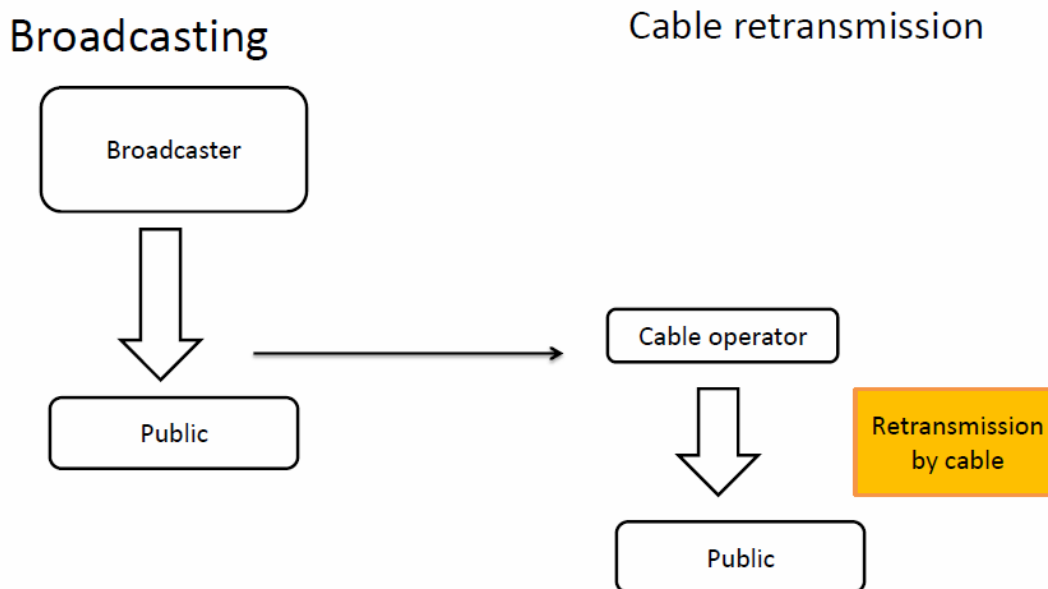 Broadcasting
Cable retransmission
Broadcaster
Cable operator
Public
Retransmission
by cable
Public